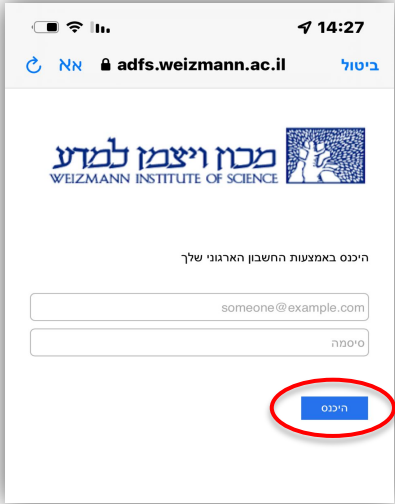 14:27
אא adfs.weizmann.ac.il ביטול
מכון ויצמן למדע
WEIZMANN INSTITUTE OF SCIENCE
היכנס באמצעות החשבון הארגוני שלך
someone@example.com
סיסמה
היכנס